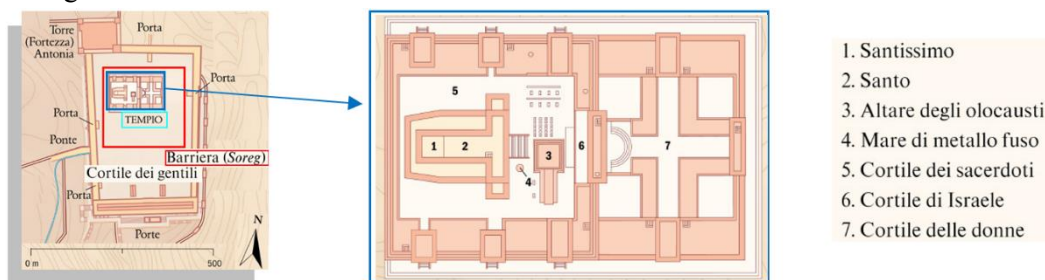 Torre
(Fortezza)
Antonia
Porta
Porta
TEMPIO
Porta
Ponte
Barriera (Soreg)
Cortile dei gentili
Porta
Porte
N
0 m
500
5
1
2
3
4
6
7
1. Santissimo
2. Santo
3. Altare degli olocausti
4. Mare di metallo fuso
5. Cortile dei sacerdoti
6. Cortile di Israele
7. Cortile delle donne